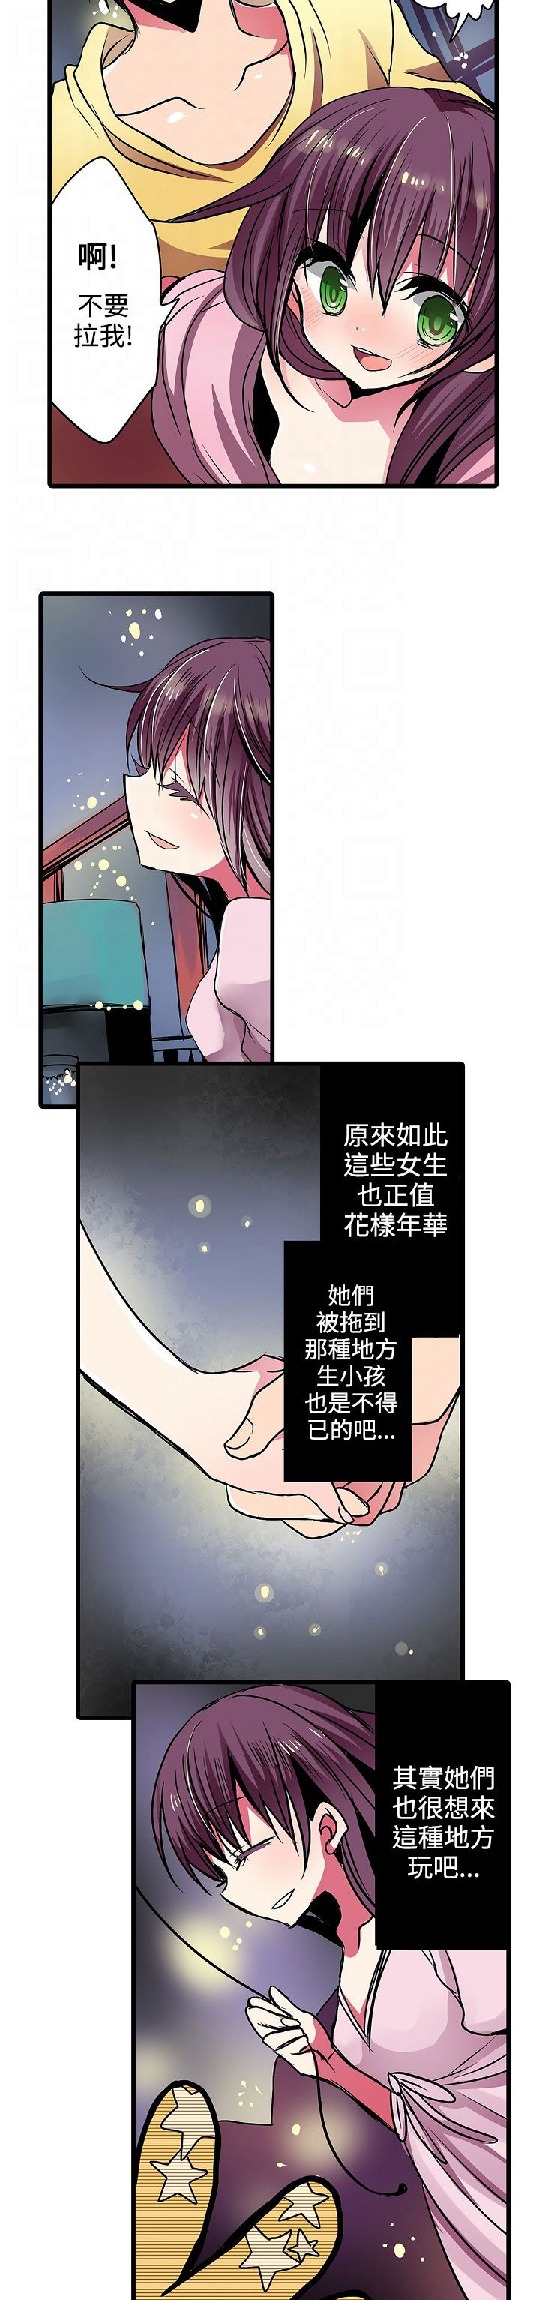 啊!
不要
拉我!
原來如此
這些女生
也正值
花樣年華
她們
被拖到
那種地方
生小孩
也是不得
已的吧...
其實她們
也很想來
這種地方
玩吧...